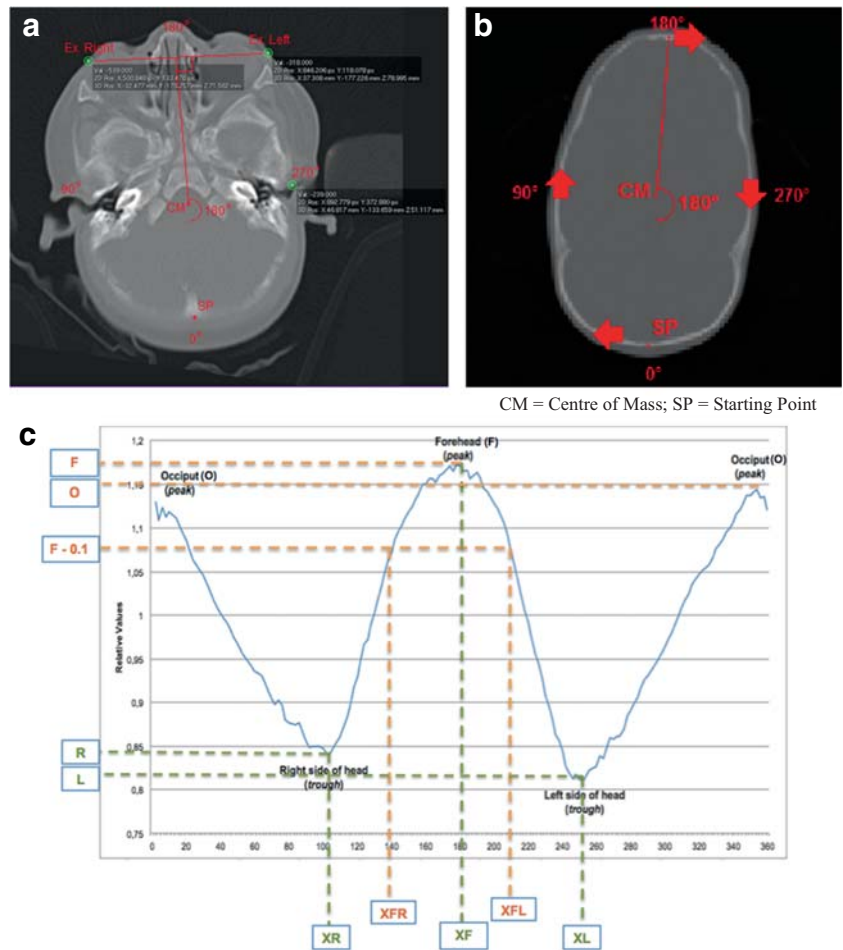 a
180°
Ex. Right
Ex. Left
90°
270°
CM
180°
SP
0°
b
180°
90°
CM
180°
270°
SP
0°
CM = Centre of Mass; SP = Starting Point
c
F
O
F - 0.1
R
L
Relative Values
1,2
1,15
1,1
1,05
1
0,95
0,9
0,85
0,8
0,75
Occiput (O)
(peak)
Forehead (F)
(peak)
Occiput (O)
(peak)
Right side of head
(trough)
Left side of head
(trough)
0 20 40 60 80 100 120 140 160 180 200 220 240 260 280 300 320 340 360
XFR
XFL
XR
XF
XL